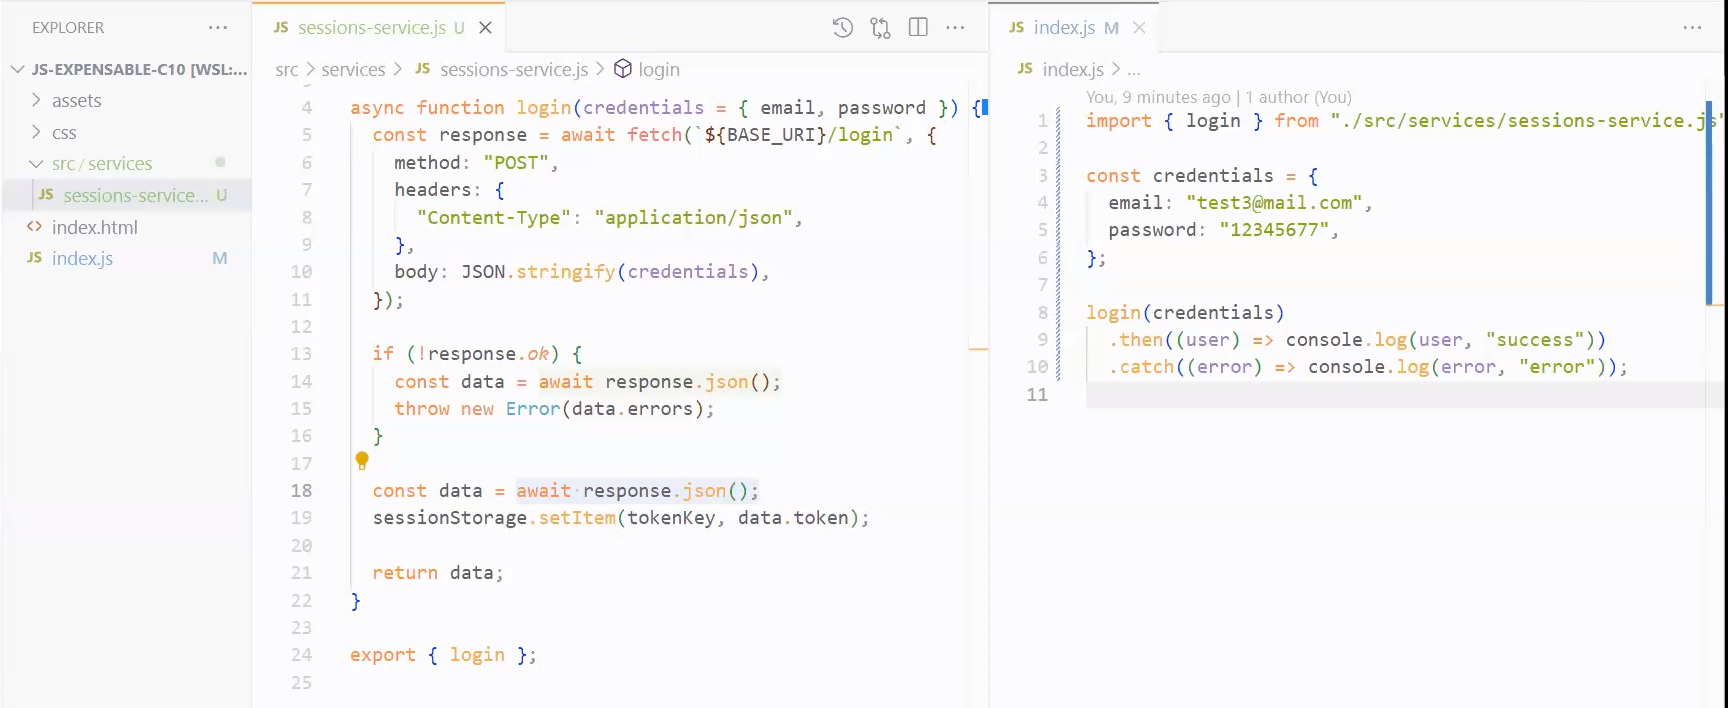 EXPLORER
JS-EXPENSABLE-C10 [WSL:...
assets
css
src/services
JS sessions-service... U
index.html
JS index.js M
JS sessions-service.js U
src > services > JS sessions-service.js > login
4 async function login(credentials = { email, password }) {
5 const response = await fetch(`${BASE_URI}/login`, {
6 method: "POST",
7 headers: {
8 "Content-Type": "application/json",
9 },
10 body: JSON.stringify(credentials),
11 });
12
13 if (!response.ok) {
14 const data = await response.json();
15 throw new Error(data.errors);
16 }
17
18 const data = await response.json();
19 sessionStorage.setItem(tokenKey, data.token);
20
21 return data;
22 }
23
24 export { login };
25
JS index.js M
JS index.js > ...
You, 9 minutes ago | 1 author (You)
1 import { login } from "./src/services/sessions-service.js"
2
3 const credentials = {
4 email: "test3@mail.com",
5 password: "12345677",
6 };
7
8 login(credentials)
9 .then((user) => console.log(user, "success"))
10 .catch((error) => console.log(error, "error"));
11